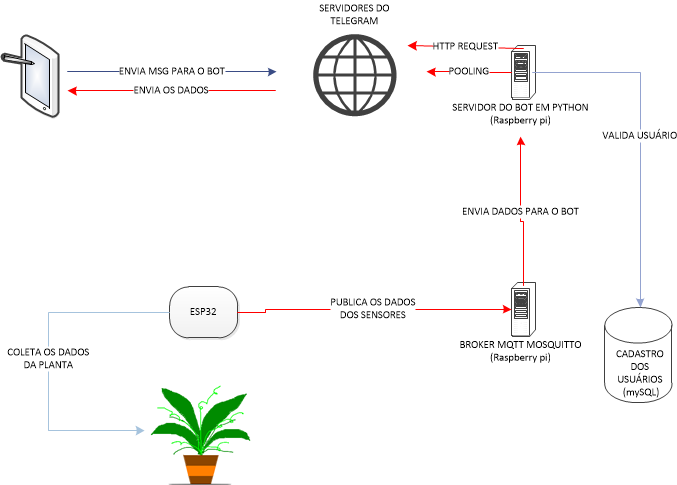 SERVIDORES DO
TELEGRAM
HTTP REQUEST
ENVIA MSG PARA O BOT
POOLING
ENVIA OS DADOS
SERVIDOR DO BOT EM PYTHON
(Raspberry pi)
VALIDA USUÁRIO
ENVIA DADOS PARA O BOT
ESP32
PUBLICA OS DADOS
DOS SENSORES
BROKER MQTT MOSQUITTO
(Raspberry pi)
COLETA OS DADOS
DA PLANTA
CADASTRO
DOS
USUÁRIOS
(mySQL)